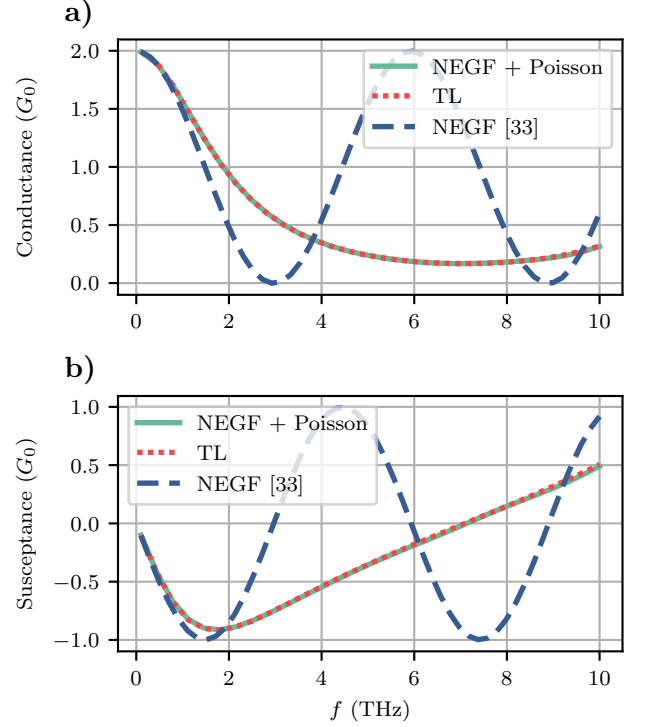 a)
Conductance (G₀)
2.0
1.5
1.0
0.5
0.0
NEGF + Poisson
TL
NEGF [33]
0 2 4 6 8 10
b)
Susceptance (G₀)
1.0
0.5
0.0
−0.5
−1.0
NEGF + Poisson
TL
NEGF [33]
0 2 4 6 8 10
f (THz)